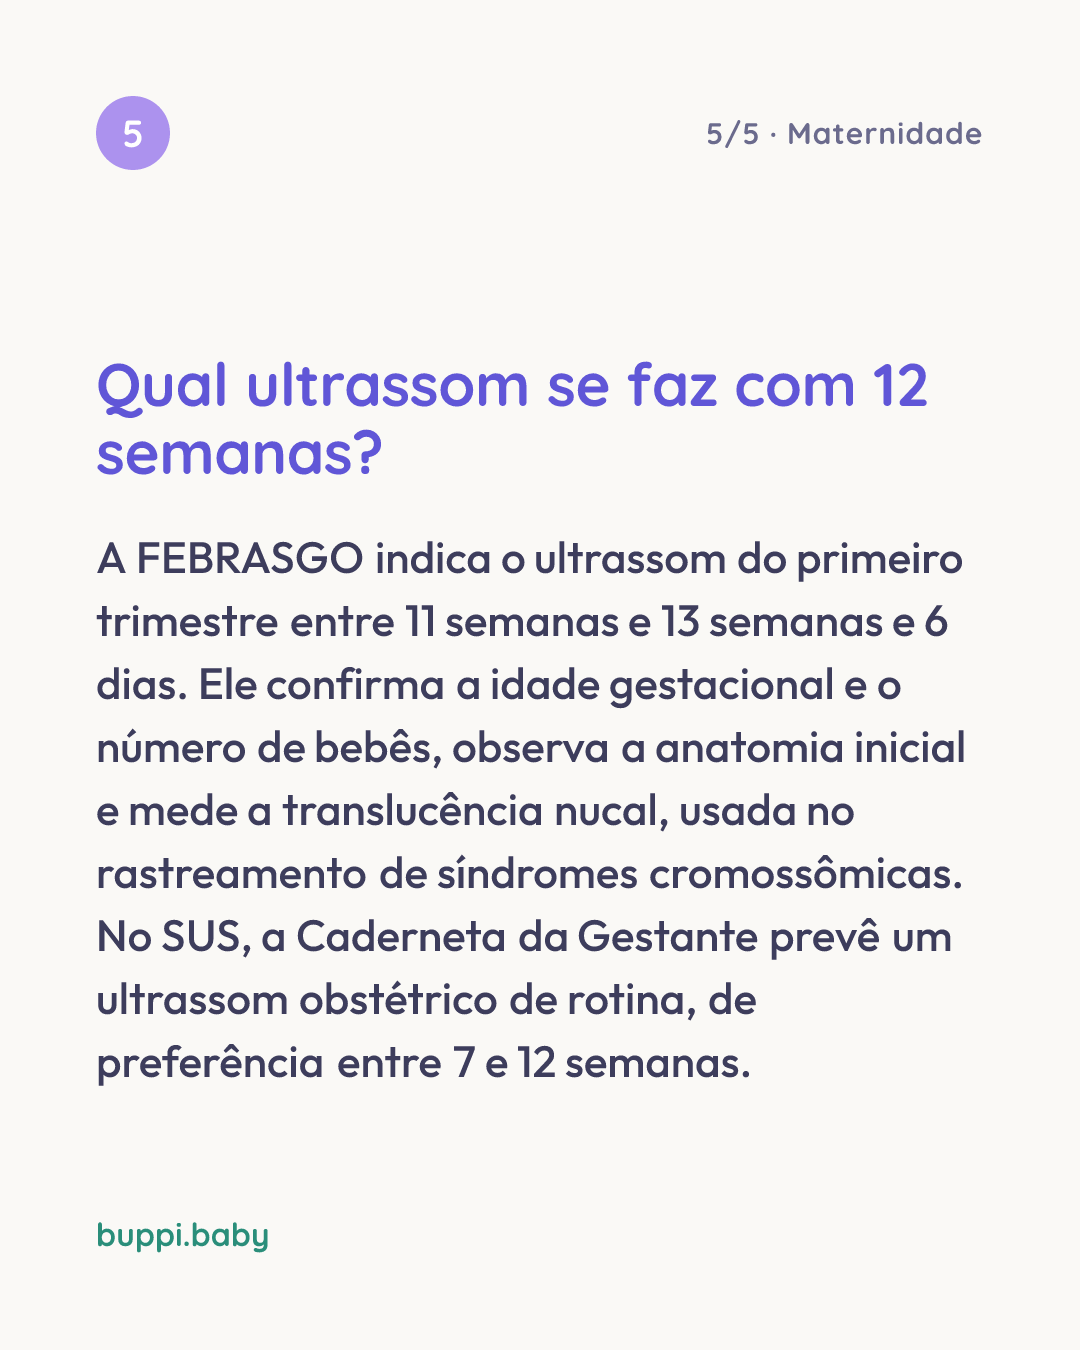 5
5/5 · Maternidade
Qual ultrassom se faz com 12
semanas?
A FEBRASGO indica o ultrassom do primeiro
trimestre entre 11 semanas e 13 semanas e 6
dias. Ele confirma a idade gestacional e o
número de bebês, observa a anatomia inicial
e mede a translucência nucal, usada no
rastreamento de síndromes cromossômicas.
No SUS, a Caderneta da Gestante prevê um
ultrassom obstétrico de rotina, de
preferência entre 7 e 12 semanas.
buppi.baby